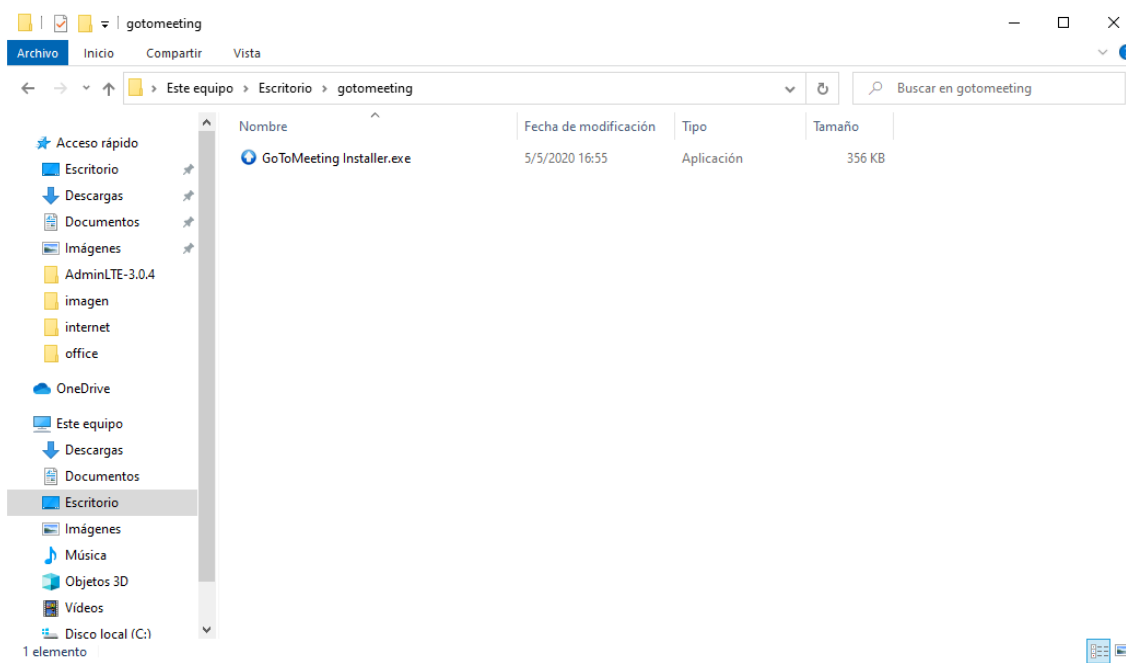 gotomeeting
Archivo Inicio Compartir Vista
Este equipo > Escritorio > gotomeeting
Buscar en gotomeeting
Nombre Fecha de modificación Tipo Tamaño
GoToMeeting Installer.exe 5/5/2020 16:55 Aplicación 356 KB
Acceso rápido
Escritorio
Descargas
Documentos
Imágenes
AdminLTE-3.0.4
imagen
internet
office
OneDrive
Este equipo
Descargas
Documentos
Escritorio
Imágenes
Música
Objetos 3D
Vídeos
Disco local (C:)
1 elemento